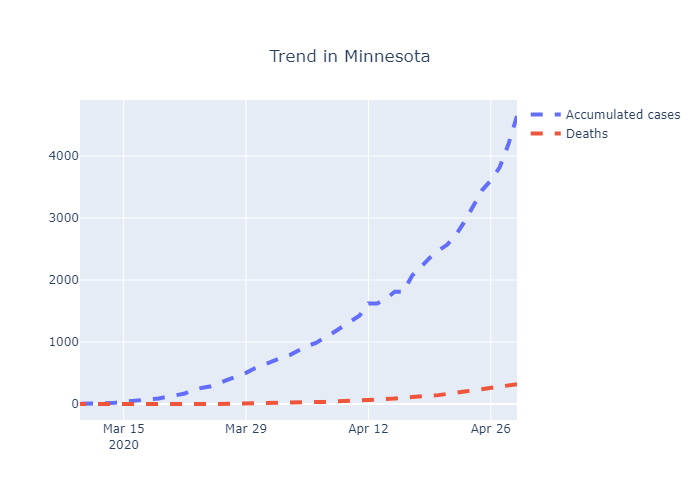 Trend in Minnesota
Accumulated cases
Deaths
4000
3000
2000
1000
0
Mar 15
2020
Mar 29
Apr 12
Apr 26